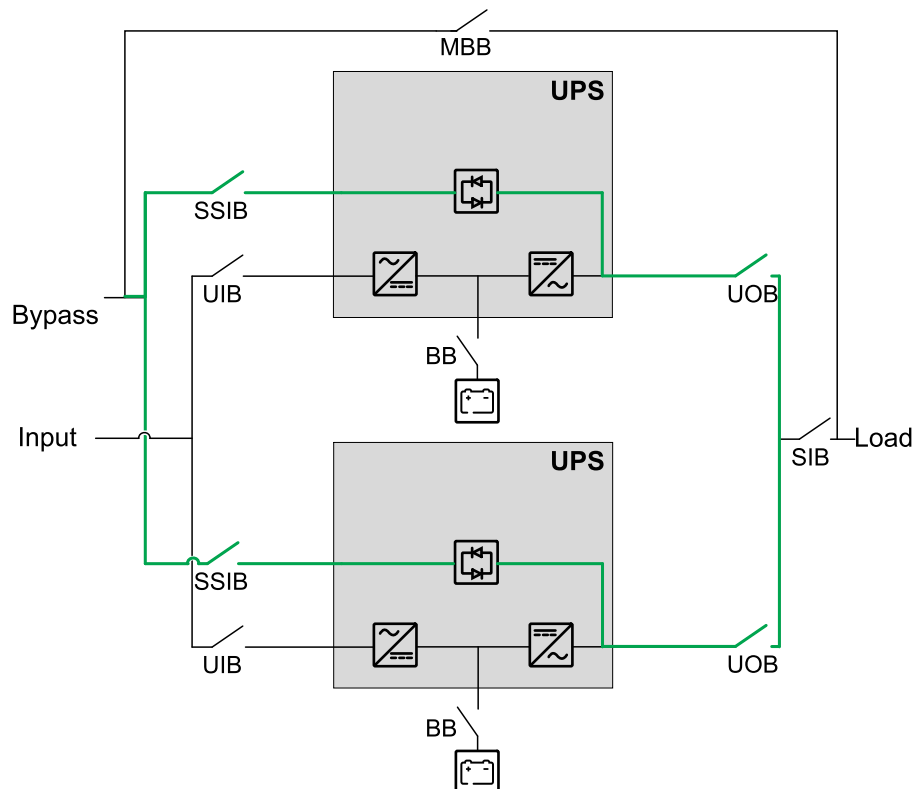 MBB
UPS
SSIB
UIB
UOB
Bypass
BB
Input
UPS
SIB
Load
SSIB
UIB
UOB
BB